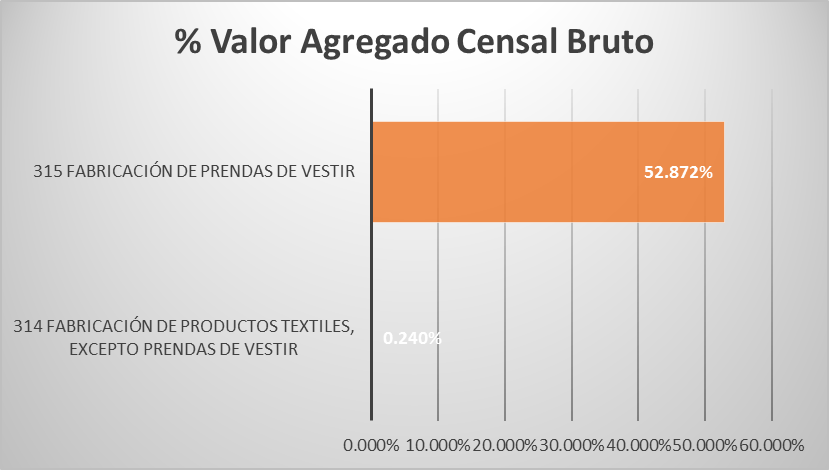 % Valor Agregado Censal Bruto
315 FABRICACIÓN DE PRENDAS DE VESTIR
52.872%
314 FABRICACIÓN DE PRODUCTOS TEXTILES,
EXCEPTO PRENDAS DE VESTIR
0.240%
0.000% 10.000% 20.000% 30.000% 40.000% 50.000% 60.000%